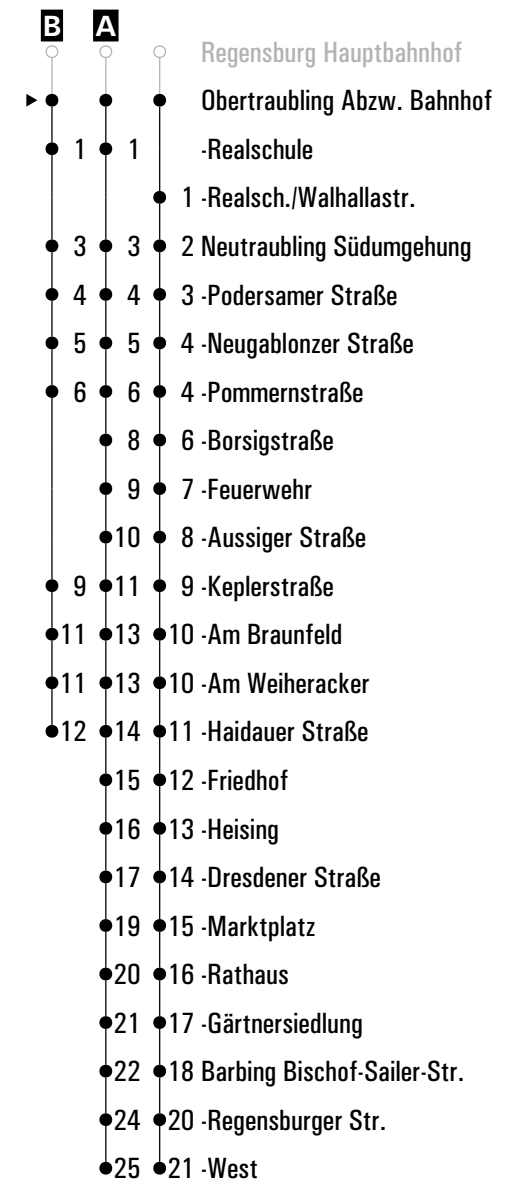 B A
Regensburg Hauptbahnhof
Obertraubling Abzw. Bahnhof
1 1 -Realschule
1 -Realsch./Walhallastr.
3 3 2 Neutraubling Südumgehung
4 4 3 -Podersamer Straße
5 5 4 -Neugablonzer Straße
6 6 4 -Pommernstraße
8 6 -Borsigstraße
9 7 -Feuerwehr
10 8 -Aussiger Straße
9 11 9 -Keplerstraße
11 13 10 -Am Braunfeld
11 13 10 -Am Weiheracker
12 14 11 -Haidauer Straße
15 12 -Friedhof
16 13 -Heising
17 14 -Dresdener Straße
19 15 -Marktplatz
20 16 -Rathaus
21 17 -Gärtnersiedlung
22 18 Barbing Bischof-Sailer-Str.
24 20 -Regensburger Str.
25 21 -West